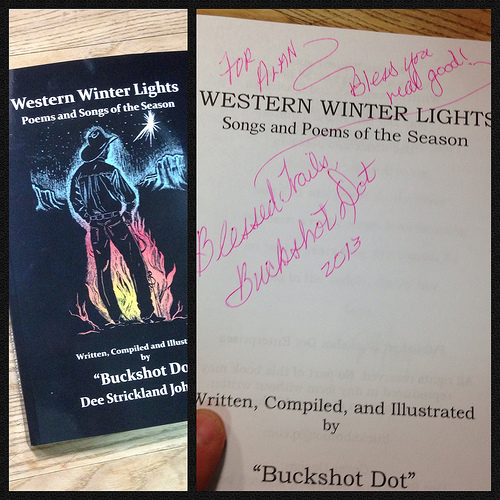 Western Winter Lights
Poems and Songs of the Season
Written, Compiled and Illust
by
"Buckshot Do
Dee Strickland Joh
FOR ALAN
Bless you
real good!
WESTERN WINTER LIGHTS
Songs and Poems of the Season
Blessed Trails,
Buckshot Dot
2013
Written, Compiled, and Illustrated
by
"Buckshot Dot"